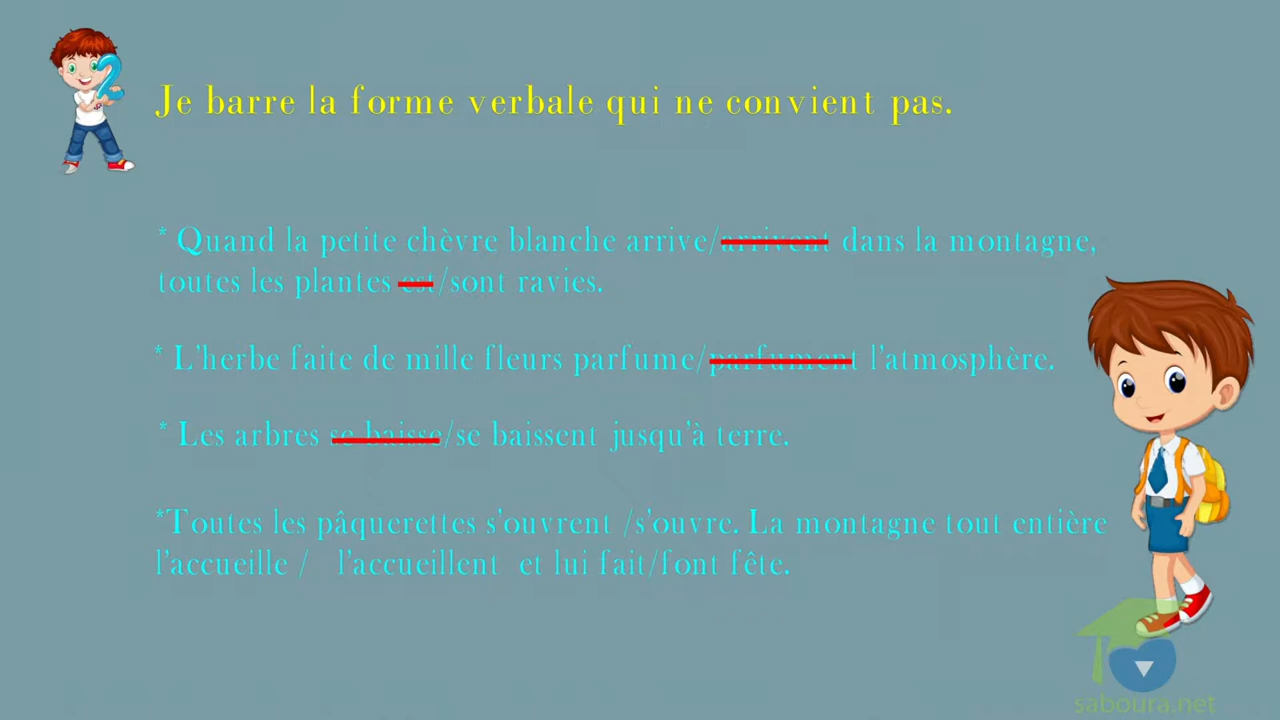 Je barre la forme verbale qui ne convient pas.
* Quand la petite chèvre blanche arrive/arrivent dans la montagne,
toutes les plantes est/sont ravies.
* L'herbe faite de mille fleurs parfume/parfument l'atmosphère.
* Les arbres se baisse/se baissent jusqu'à terre.
*Toutes les pâquerettes s'ouvrent /s'ouvre. La montagne tout entière
l'accueille / l'accueillent et lui fait/font fête.
saboura.net